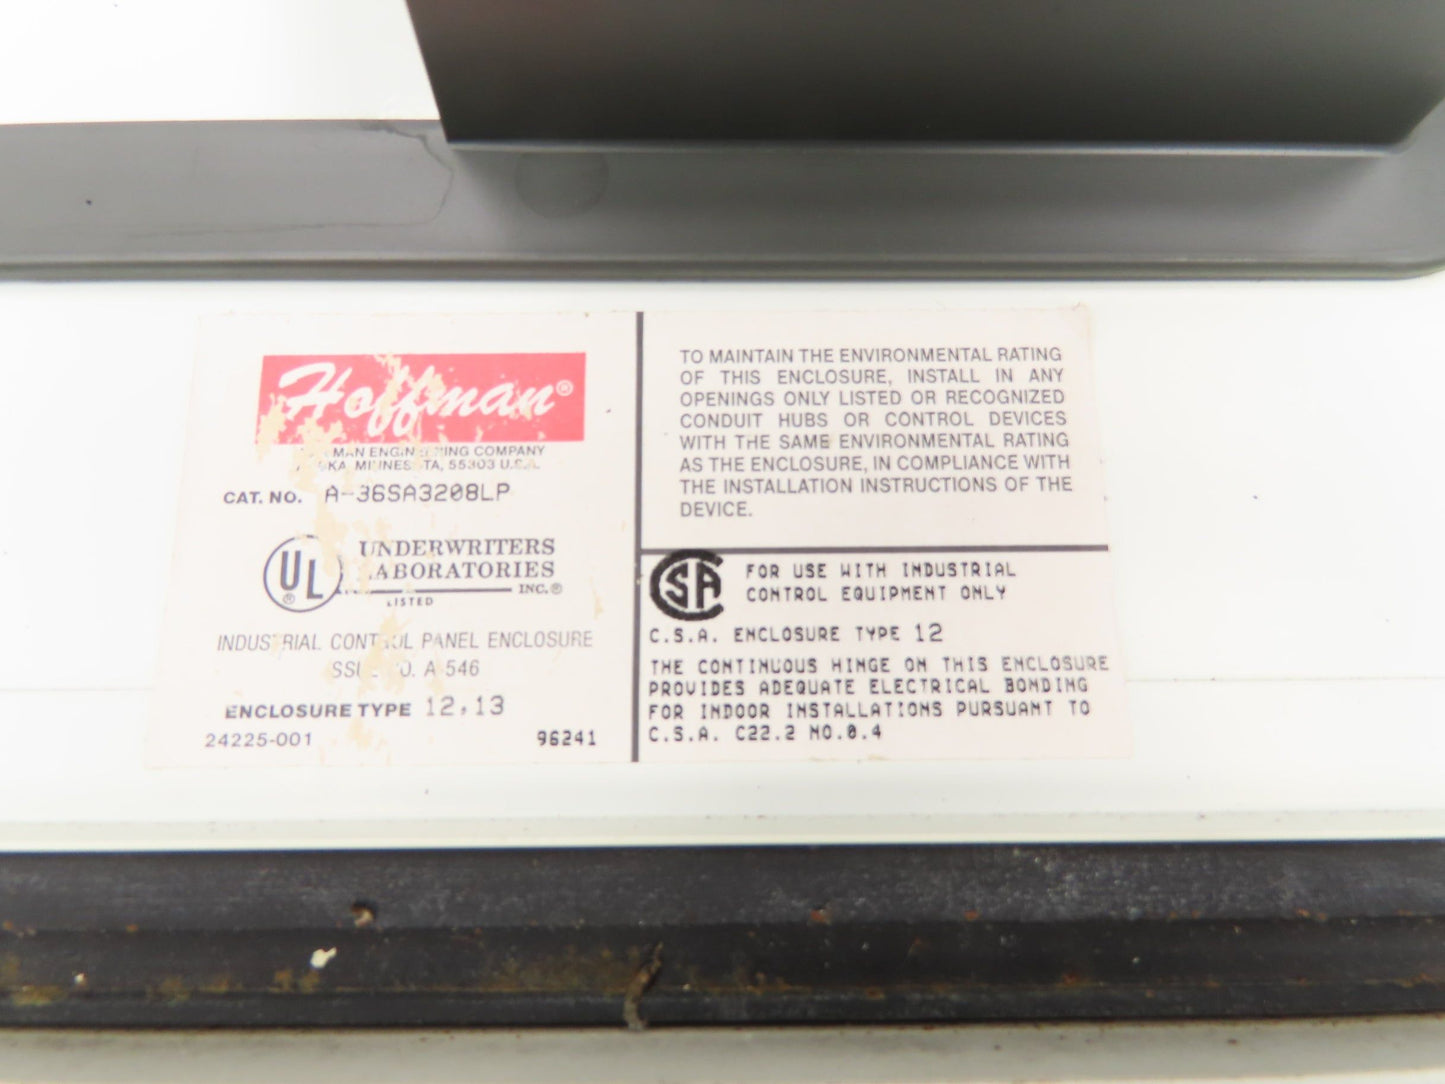 Hoffman®
ENGIN ING COMPANY
55303 U.S.A.
CAT. NO. A-36SA3208LP
UL®
UNDERWRITERS
LABORATORIES
INC.®
LISTED
INDUSTRIAL CONTROL PANEL ENCLOSURE
A-546
ENCLOSURE TYPE 12,13
24225-001 96241
TO MAINTAIN THE ENVIRONMENTAL RATING
OF THIS ENCLOSURE, INSTALL IN ANY
OPENINGS ONLY LISTED OR RECOGNIZED
CONDUIT HUBS OR CONTROL DEVICES
WITH THE SAME ENVIRONMENTAL RATING
AS THE ENCLOSURE, IN COMPLIANCE WITH
THE INSTALLATION INSTRUCTIONS OF THE
DEVICE.
CSA
FOR USE WITH INDUSTRIAL
CONTROL EQUIPMENT ONLY
C.S.A. ENCLOSURE TYPE 12
THE CONTINUOUS HINGE ON THIS ENCLOSURE
PROVIDES ADEQUATE ELECTRICAL BONDING
FOR INDOOR INSTALLATIONS PURSUANT TO
C.S.A. C22.2 NO.0.4